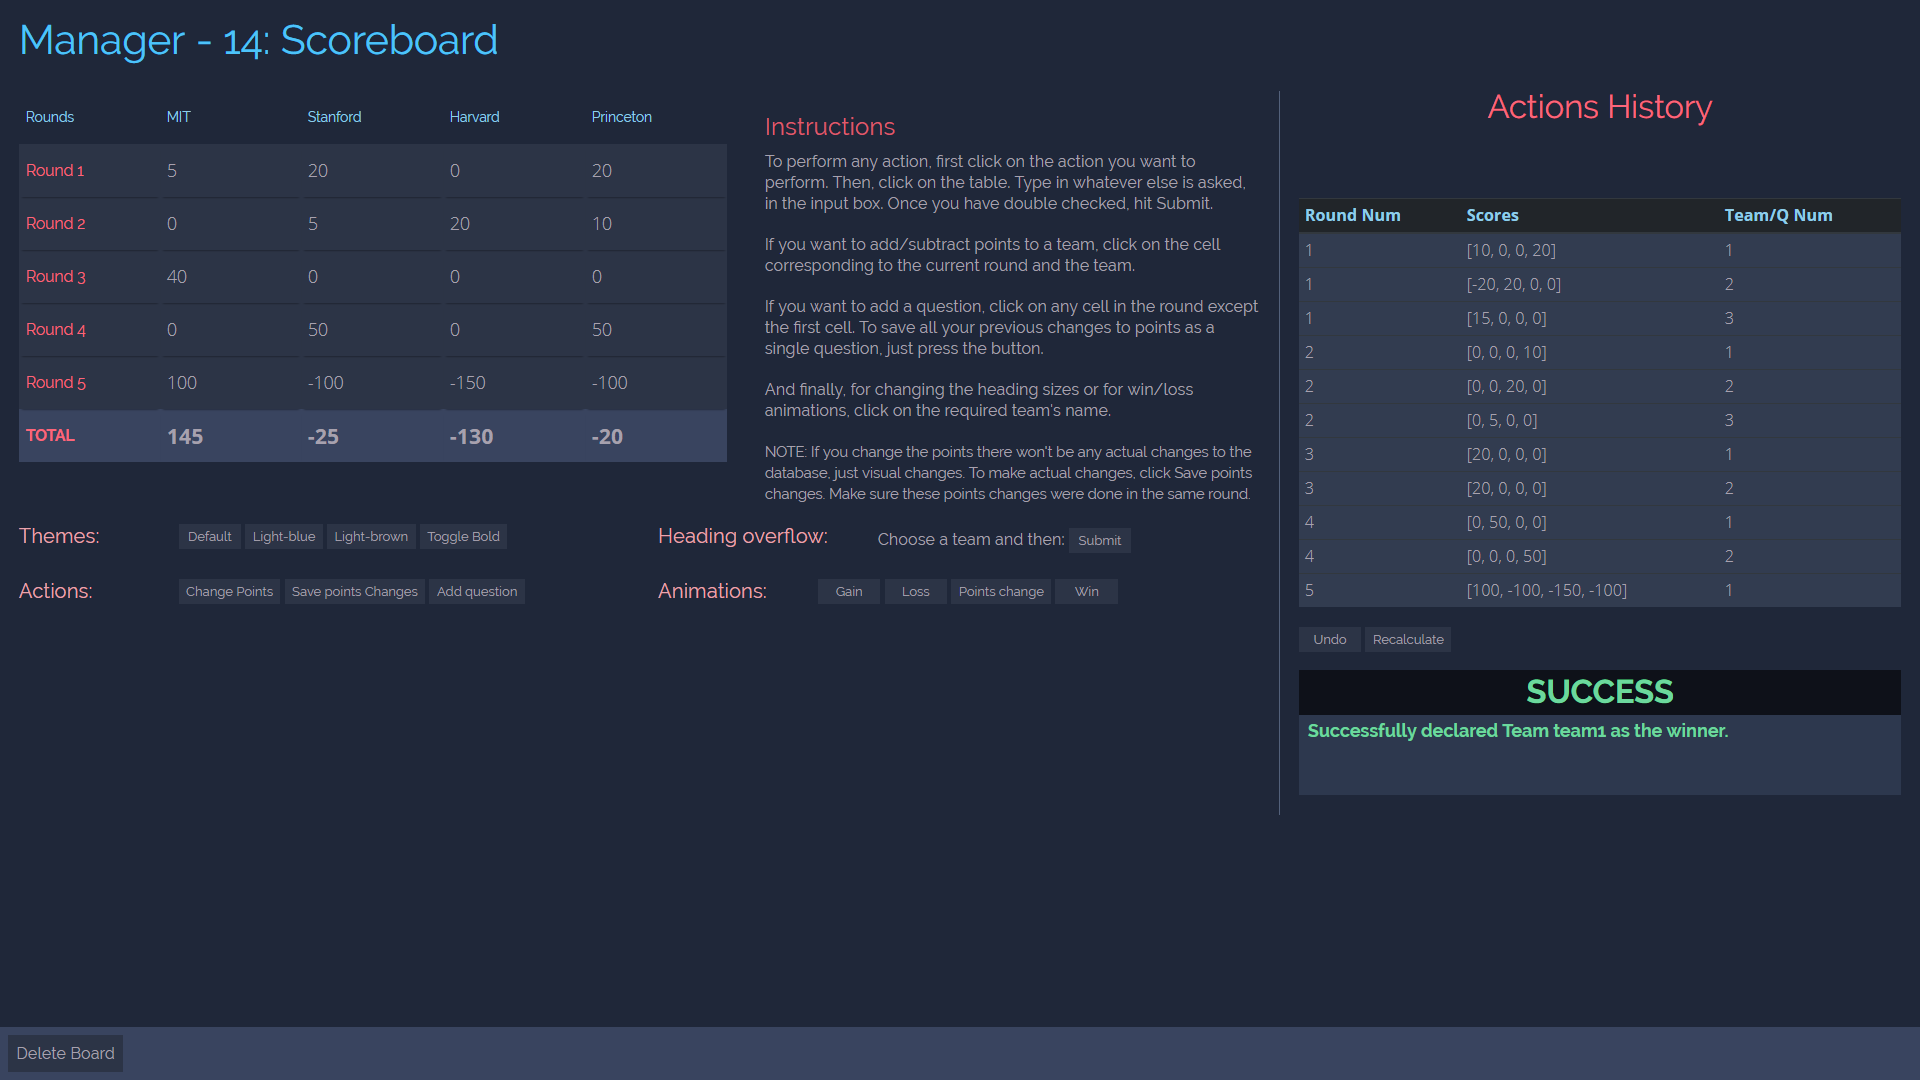 Manager - 14: Scoreboard
Rounds MIT Stanford Harvard Princeton
Round 1 5 20 0 20
Round 2 0 5 20 10
Round 3 40 0 0 0
Round 4 0 50 0 50
Round 5 100 -100 -150 -100
TOTAL 145 -25 -130 -20
Instructions
To perform any action, first click on the action you want to
perform. Then, click on the table. Type in whatever else is asked,
in the input box. Once you have double checked, hit Submit.
If you want to add/subtract points to a team, click on the cell
corresponding to the current round and the team.
If you want to add a question, click on any cell in the round except
the first cell. To save all your previous changes to points as a
single question, just press the button.
And finally, for changing the heading sizes or for win/loss
animations, click on the required team's name.
NOTE: If you change the points there won't be any actual changes to the
database, just visual changes. To make actual changes, click Save points
changes. Make sure these points changes were done in the same round.
Themes: Default Light-blue Light-brown Toggle Bold
Heading overflow: Choose a team and then: Submit
Actions: Change Points Save points Changes Add question
Animations: Gain Loss Points change Win
Actions History
Round Num Scores Team/Q Num
1 [10, 0, 0, 20] 1
1 [-20, 20, 0, 0] 2
1 [15, 0, 0, 0] 3
2 [0, 0, 0, 10] 1
2 [0, 0, 20, 0] 2
2 [0, 5, 0, 0] 3
3 [20, 0, 0, 0] 1
3 [20, 0, 0, 0] 2
4 [0, 50, 0, 0] 1
4 [0, 0, 0, 50] 2
5 [100, -100, -150, -100] 1
Undo Recalculate
SUCCESS
Successfully declared Team team1 as the winner.
Delete Board